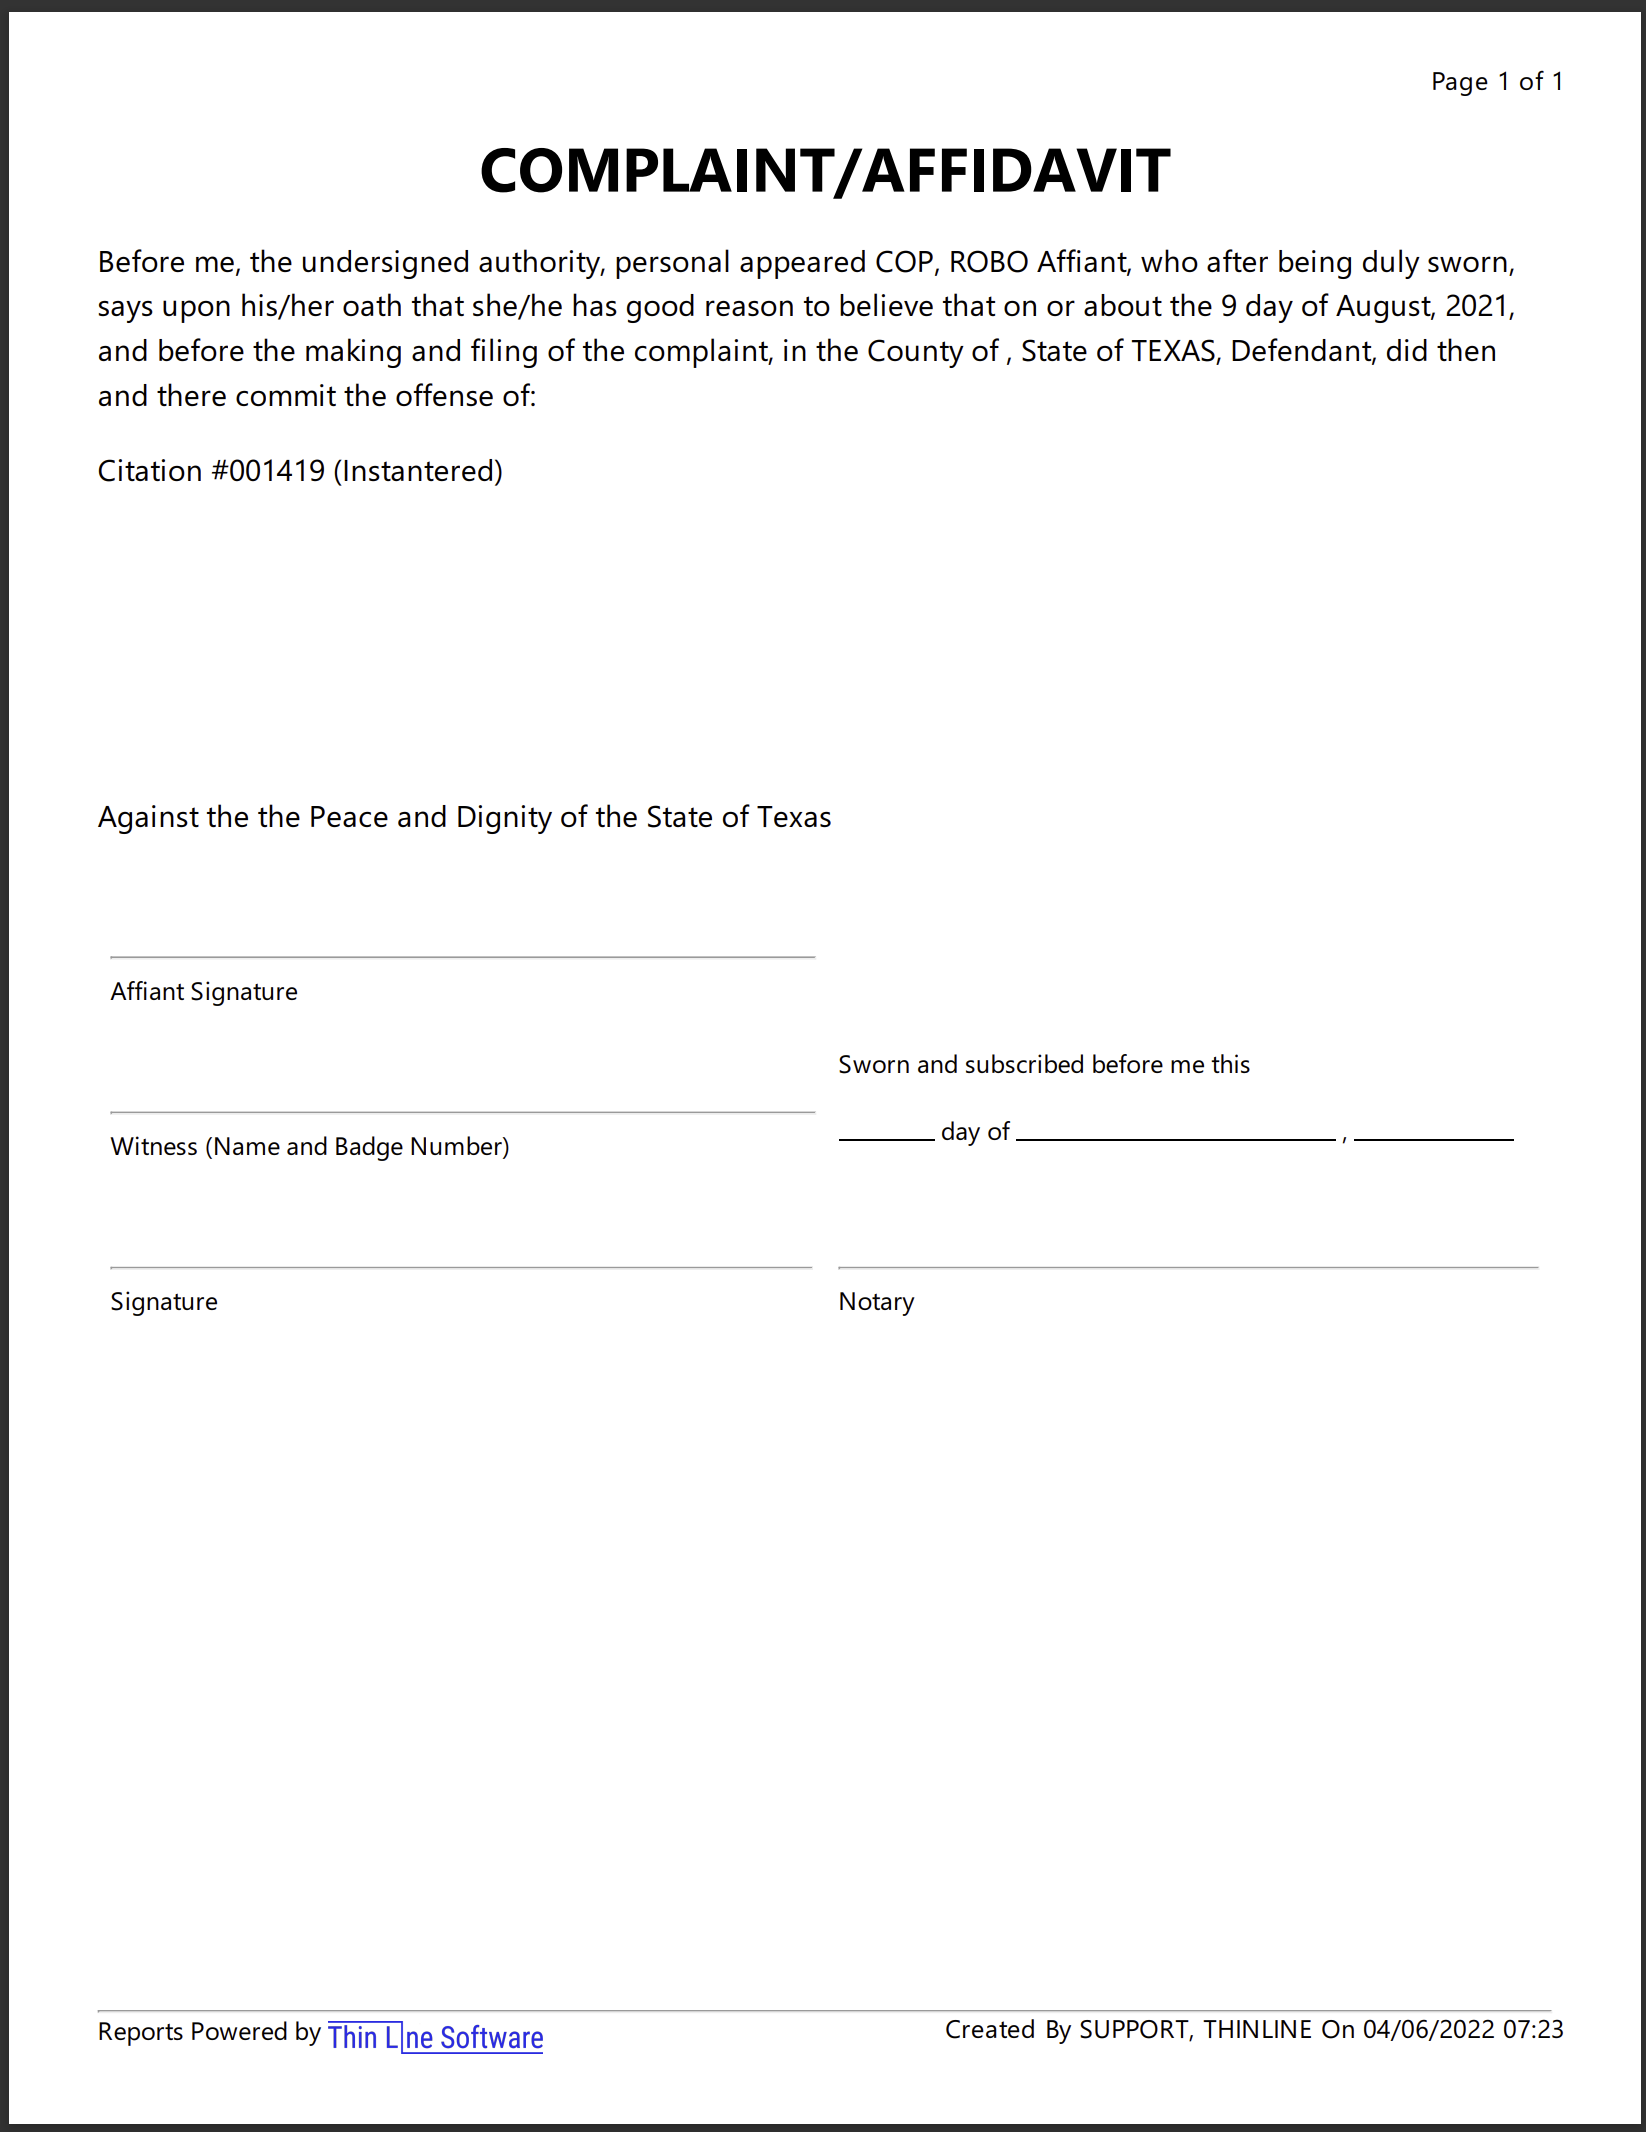 Page 1 of 1
COMPLAINT/AFFIDAVIT
Before me, the undersigned authority, personal appeared COP, ROBO Affiant, who after being duly sworn,
says upon his/her oath that she/he has good reason to believe that on or about the 9 day of August, 2021,
and before the making and filing of the complaint, in the County of , State of TEXAS, Defendant, did then
and there commit the offense of:
Citation #001419 (Instantered)
Against the the Peace and Dignity of the State of Texas
Affiant Signature
Sworn and subscribed before me this
____ day of ____ , ____
Witness (Name and Badge Number)
Signature
Notary
Reports Powered by Thin Line Software
Created By SUPPORT, THINLINE On 04/06/2022 07:23